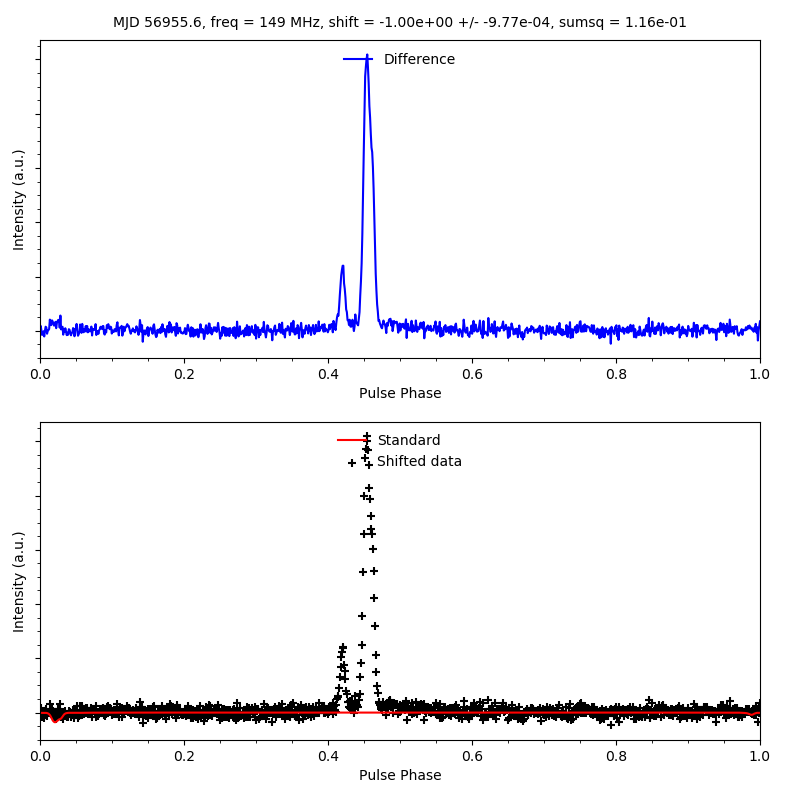 MJD 56955.6, freq = 149 MHz, shift = -1.00e+00 +/- -9.77e-04, sumsq = 1.16e-01
Difference
Intensity (a.u.)
0.0 0.2 0.4 0.6 0.8 1.0
Pulse Phase
Standard
Shifted data
Intensity (a.u.)
0.0 0.2 0.4 0.6 0.8 1.0
Pulse Phase